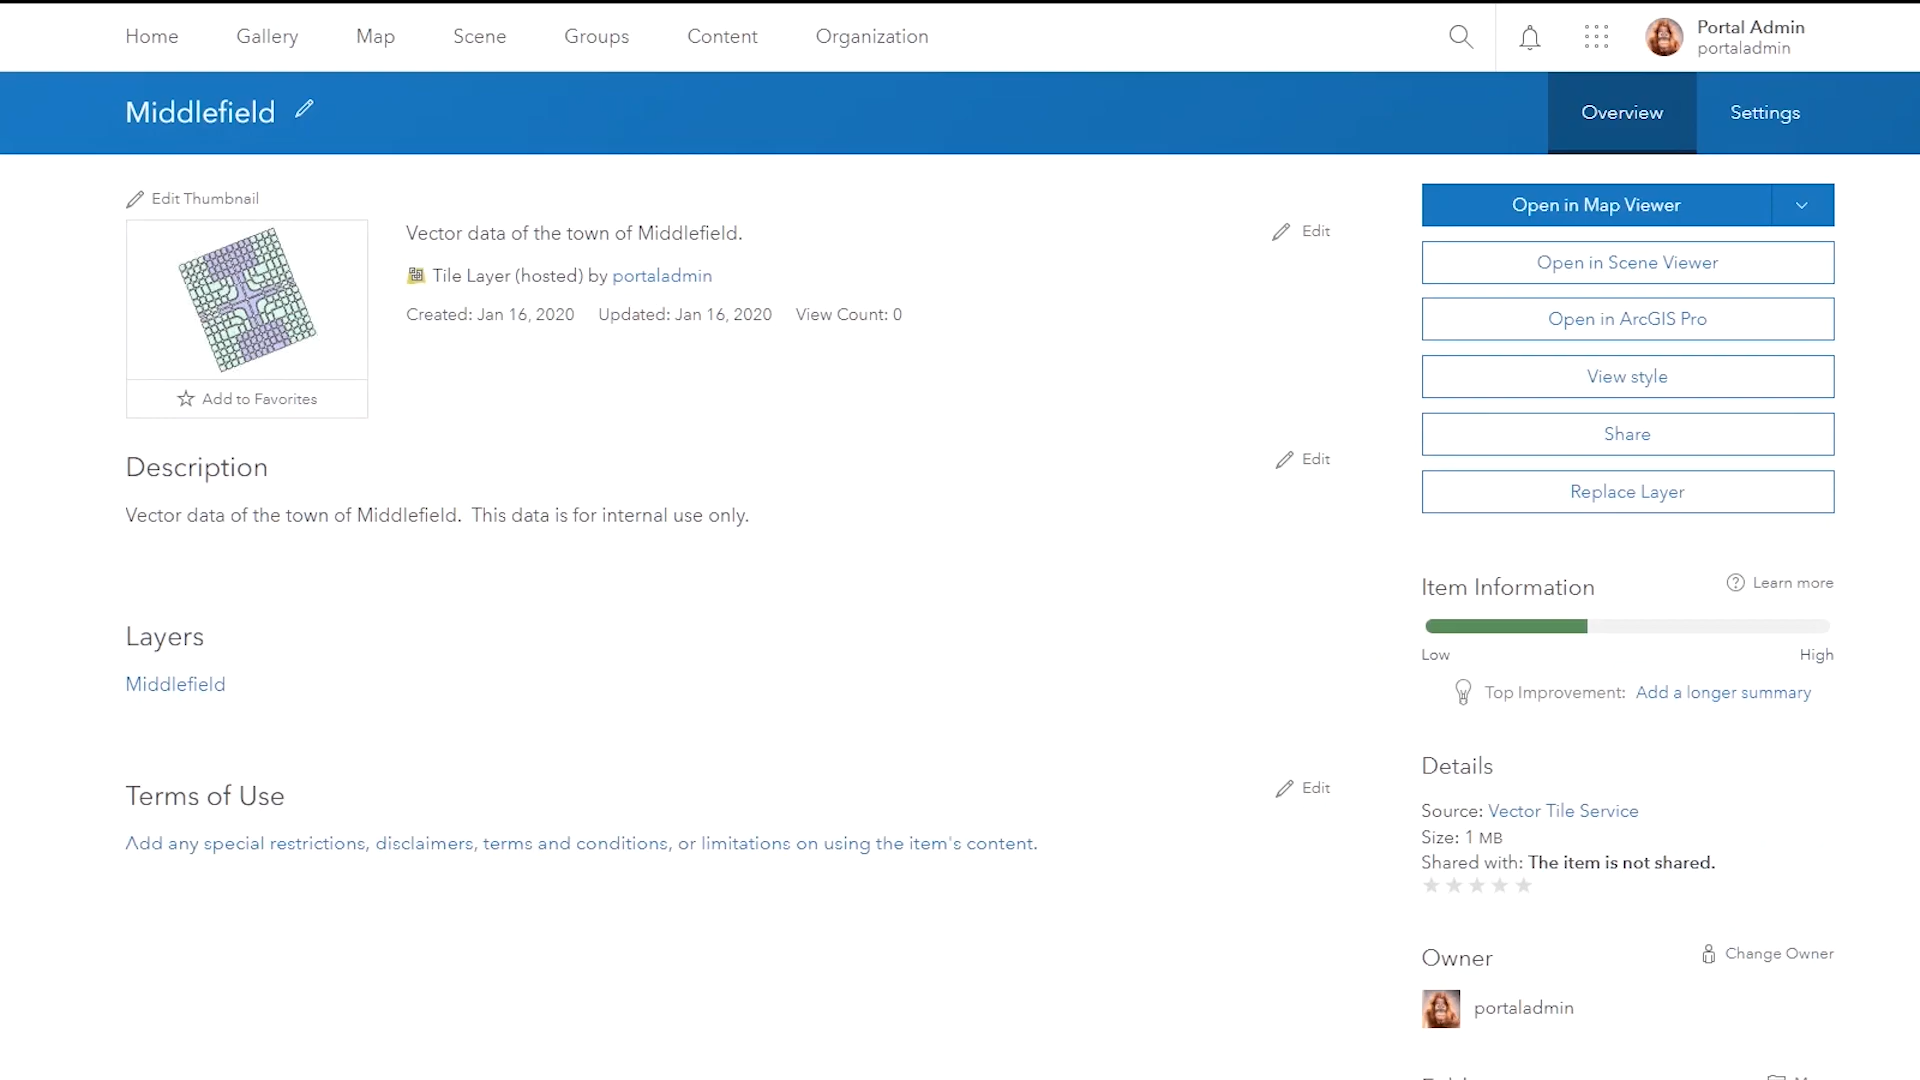 Home Gallery Map Scene Groups Content Organization
Portal Admin
portaladmin
Middlefield
Overview Settings
Edit Thumbnail
Vector data of the town of Middlefield.
Edit
Tile Layer (hosted) by portaladmin
Created: Jan 16, 2020 Updated: Jan 16, 2020 View Count: 0
Add to Favorites
Description
Edit
Vector data of the town of Middlefield. This data is for internal use only.
Layers
Middlefield
Terms of Use
Edit
Add any special restrictions, disclaimers, terms and conditions, or limitations on using the item's content.
Open in Map Viewer
Open in Scene Viewer
Open in ArcGIS Pro
View style
Share
Replace Layer
Item Information
Learn more
Low High
Top Improvement: Add a longer summary
Details
Source: Vector Tile Service
Size: 1 MB
Shared with: The item is not shared.
Owner
Change Owner
portaladmin